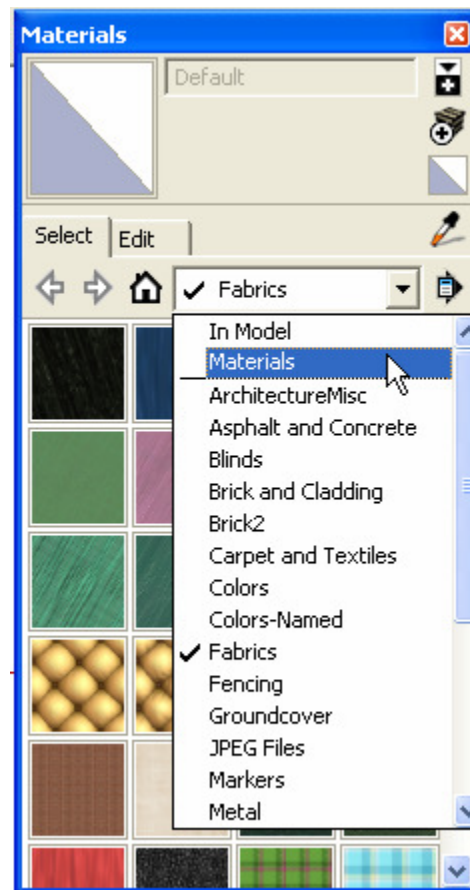 Materials
Default
Select Edit
Fabrics
In Model
Materials
ArchitectureMisc
Asphalt and Concrete
Blinds
Brick and Cladding
Brick2
Carpet and Textiles
Colors
Colors-Named
Fabrics
Fencing
Groundcover
JPEG Files
Markers
Metal